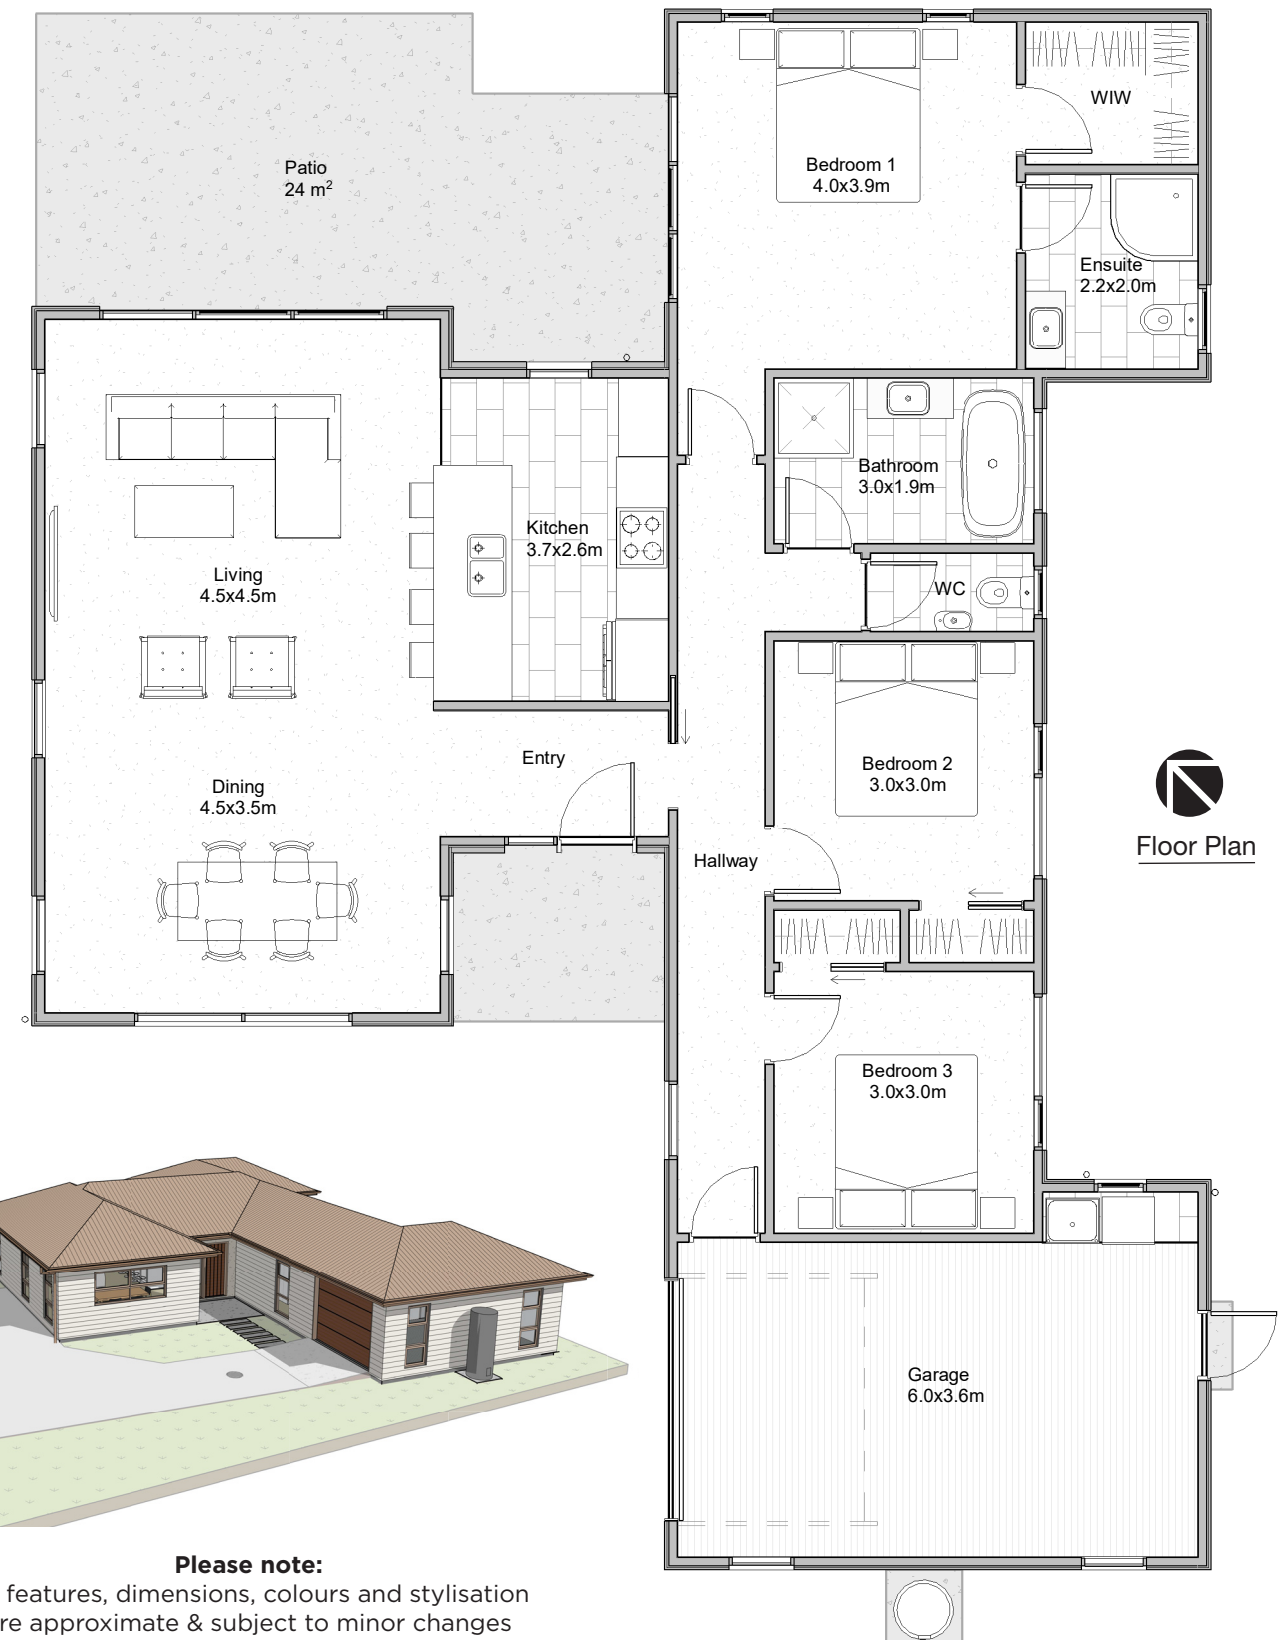 Patio
24 m²
Bedroom 1
4.0x3.9m
WIW
Ensuite
2.2x2.0m
Bathroom
3.0x1.9m
Kitchen
3.7x2.6m
Living
4.5x4.5m
WC
Entry
Bedroom 2
3.0x3.0m
Dining
4.5x3.5m
Floor Plan
Hallway
Bedroom 3
3.0x3.0m
Garage
6.0x3.6m
Please note:
features, dimensions, colours and stylisation
re approximate & subject to minor changes